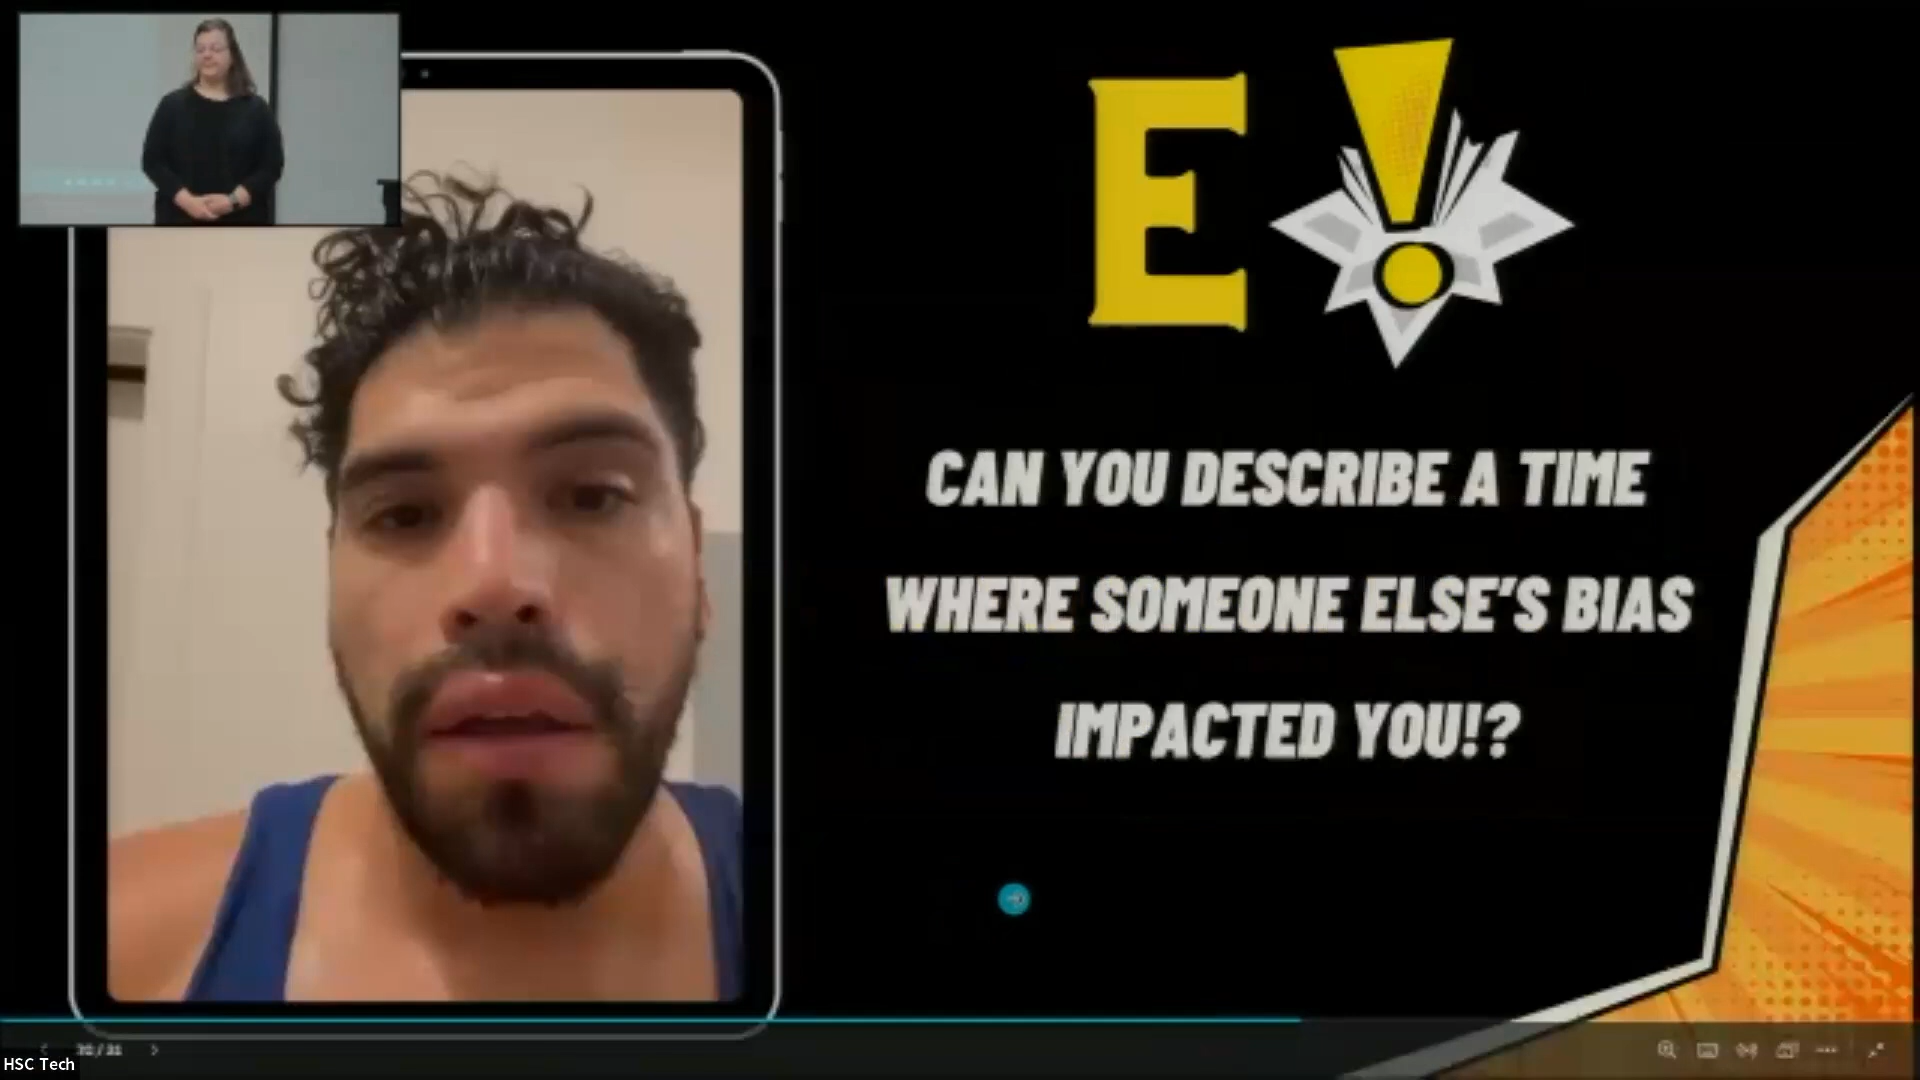 E!
CAN YOU DESCRIBE A TIME
WHERE SOMEONE ELSE'S BIAS
IMPACTED YOU!?
HSC Tech